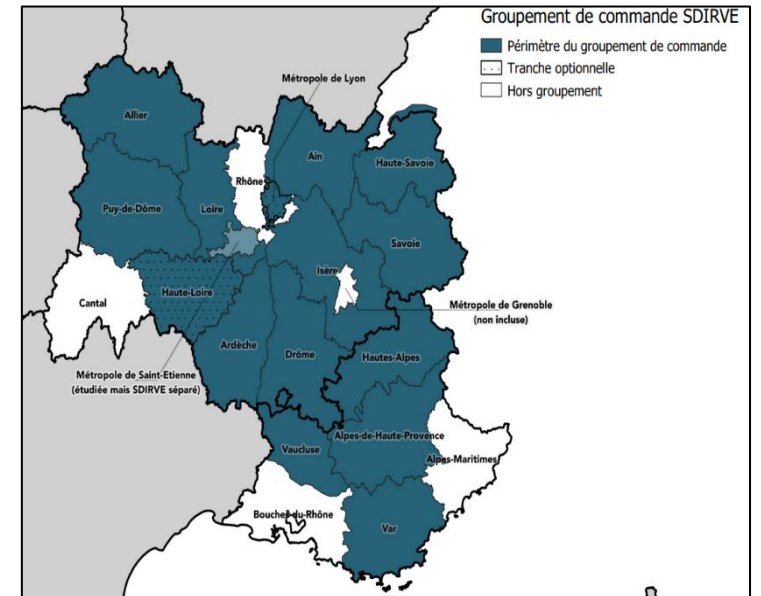 Groupement de commande SDIRVE
Périmètre du groupement de commande
Tranche optionnelle
Hors groupement
Métropole de Lyon
Allier
Ain
Haute-Savoie
Rhône
Puy-de-Dôme
Loire
Savoie
Isère
Haute-Loire
Cantal
Métropole de Grenoble
(non incluse)
Ardèche
Drôme
Hautes-Alpes
Métropole de Saint-Etienne
(étudiée mais SDIRVE séparé)
Vaucluse
Alpes-de-Haute-Provence
Alpes-Maritimes
Bouches-du-Rhône
Var